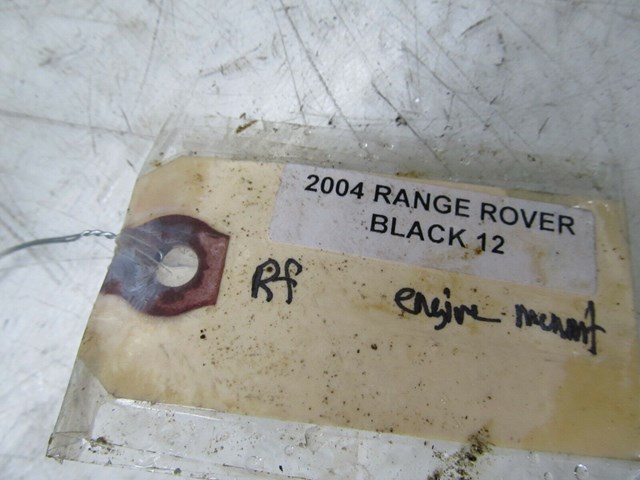 2004 RANGE ROVER
BLACK 12
Rf engine mount